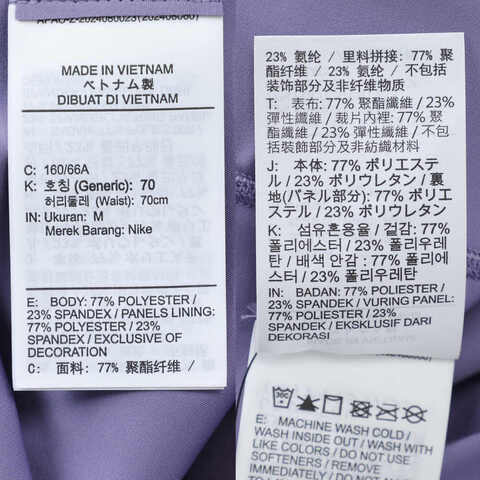 APAC-Z-2024080023(2024080080)
MADE IN VIETNAM
ベトナム製
DIBUAT DI VIETNAM
C: 160/66A
K: 호칭 (Generic): 70
허리둘레 (Waist): 70cm
IN: Ukuran: M
Merek Barang: Nike
E: BODY: 77% POLYESTER /
23% SPANDEX / PANELS LINING:
77% POLYESTER / 23%
SPANDEX / EXCLUSIVE OF
DECORATION
C: 面料: 77% 聚酯纤维 /
23% 氨纶 / 里料拼接: 77% 聚
酯纤维 / 23% 氨纶 / 不包括
装饰部分及非纤维物质
T: 表布: 77% 聚酯纖維 / 23%
彈性纖維 / 裁片內裡: 77% 聚
酯纖維 / 23% 彈性纖維 / 不包
括裝飾部分及非紡織材料
J: 本体: 77% ポリエステ
ル / 23% ポリウレタン / 裏
地(パネル部分): 77% ポリエ
ステル / 23% ポリウレタン
K: 섬유혼용율 / 겉감: 77%
폴리에스터 / 23% 폴리우레
탄 / 배색 안감 : 77% 폴리에
스터 / 23% 폴리우레탄
IN: BADAN: 77% POLIESTER /
23% SPANDEX / VURING PANEL:
77% POLIESTER / 23%
SPANDEX / EKSKLUSIF DARI
DEKORASI
E: MACHINE WASH COLD /
WASH INSIDE OUT / WASH WITH
LIKE COLORS / DO NOT USE
SOFTENERS / REMOVE
IMMEDIATELY / DO NOT